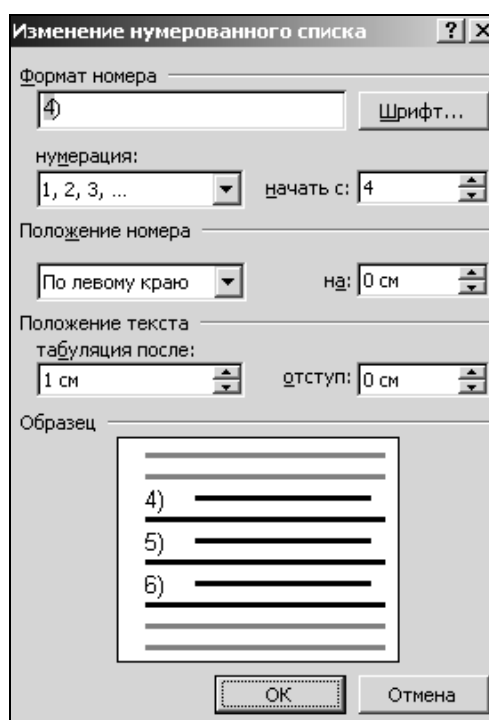 Изменение нумерованного списка ? X
Формат номера
4) Шрифт...
нумерация:
1, 2, 3, ... начать с: 4
Положение номера
По левому краю на: 0 см
Положение текста
табуляция после:
1 см отступ: 0 см
Образец
4)
5)
6)
ОК Отмена